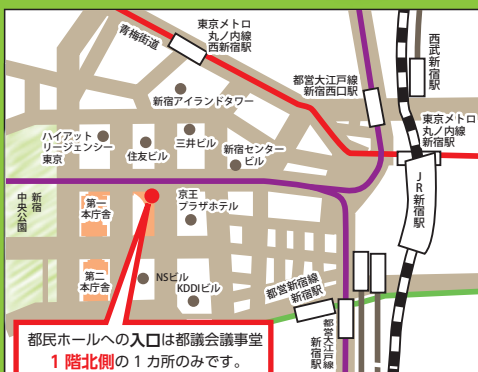 青梅街道
東京メトロ
丸ノ内線
西新宿駅
都営大江戸線
新宿西口駅
西武新宿駅
新宿アイランドタワー
東京メトロ
丸ノ内線
新宿駅
ハイアット
リージェンシー
東京
住友ビル
三井ビル
新宿センター
ビル
JR新宿駅
新宿
中央公園
第一
本庁舎
京王
プラザホテル
第二
本庁舎
NSビル
KDDIビル
都営新宿線
新宿駅
都営大江戸線
新宿駅
都民ホールへの入口は都議会議事堂
1階北側の1カ所のみです。